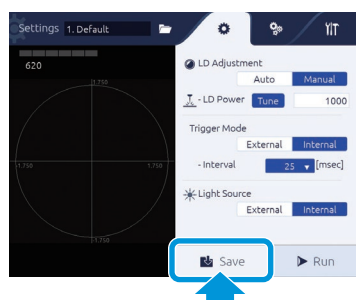 Settings 1. Default
620
1.750
-1.750 1.750
-1.750
LD Adjustment
Auto Manual
- LD Power Tune 1000
Trigger Mode
External Internal
- Interval 25 [msec]
Light Source
External Internal
Save Run